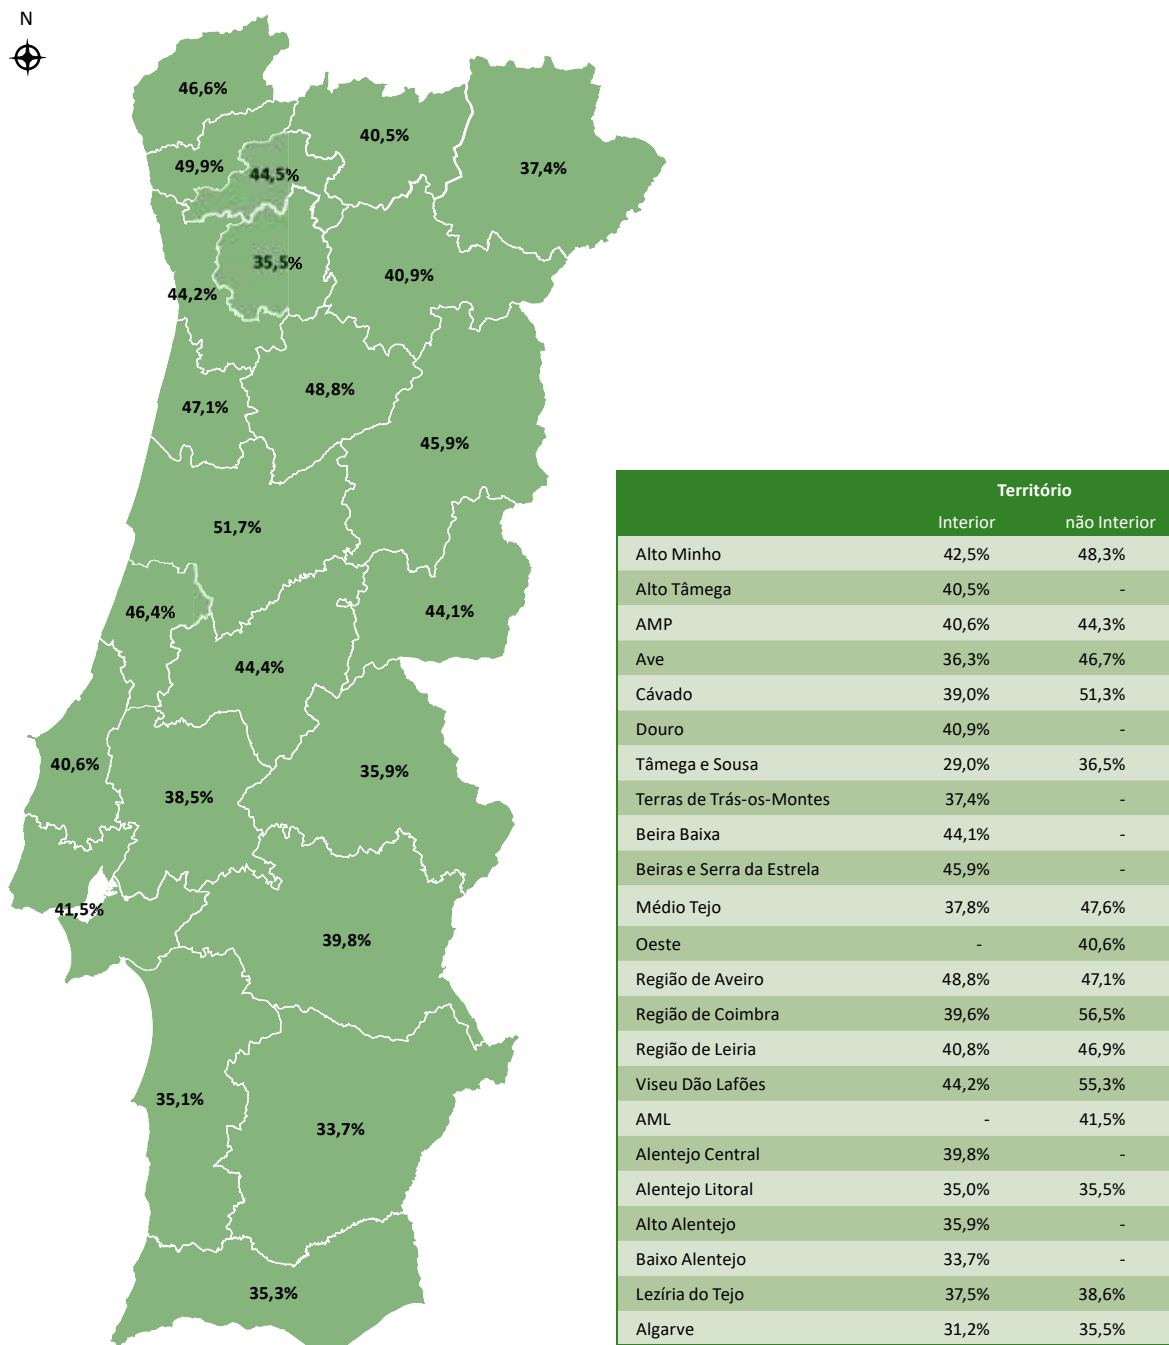 N
46,6%
40,5%
49,9%
37,4%
44,5%
35,5%
40,9%
44,2%
48,8%
47,1%
45,9%
51,7%
46,4%
44,1%
44,4%
40,6%
35,9%
38,5%
41,5%
39,8%
35,1%
33,7%
35,3%
Território
Interior não Interior
Alto Minho 42,5% 48,3%
Alto Tâmega 40,5% -
AMP 40,6% 44,3%
Ave 36,3% 46,7%
Cávado 39,0% 51,3%
Douro 40,9% -
Tâmega e Sousa 29,0% 36,5%
Terras de Trás-os-Montes 37,4% -
Beira Baixa 44,1% -
Beiras e Serra da Estrela 45,9% -
Médio Tejo 37,8% 47,6%
Oeste - 40,6%
Região de Aveiro 48,8% 47,1%
Região de Coimbra 39,6% 56,5%
Região de Leiria 40,8% 46,9%
Viseu Dão Lafões 44,2% 55,3%
AML - 41,5%
Alentejo Central 39,8% -
Alentejo Litoral 35,0% 35,5%
Alto Alentejo 35,9% -
Baixo Alentejo 33,7% -
Lezíria do Tejo 37,5% 38,6%
Algarve 31,2% 35,5%